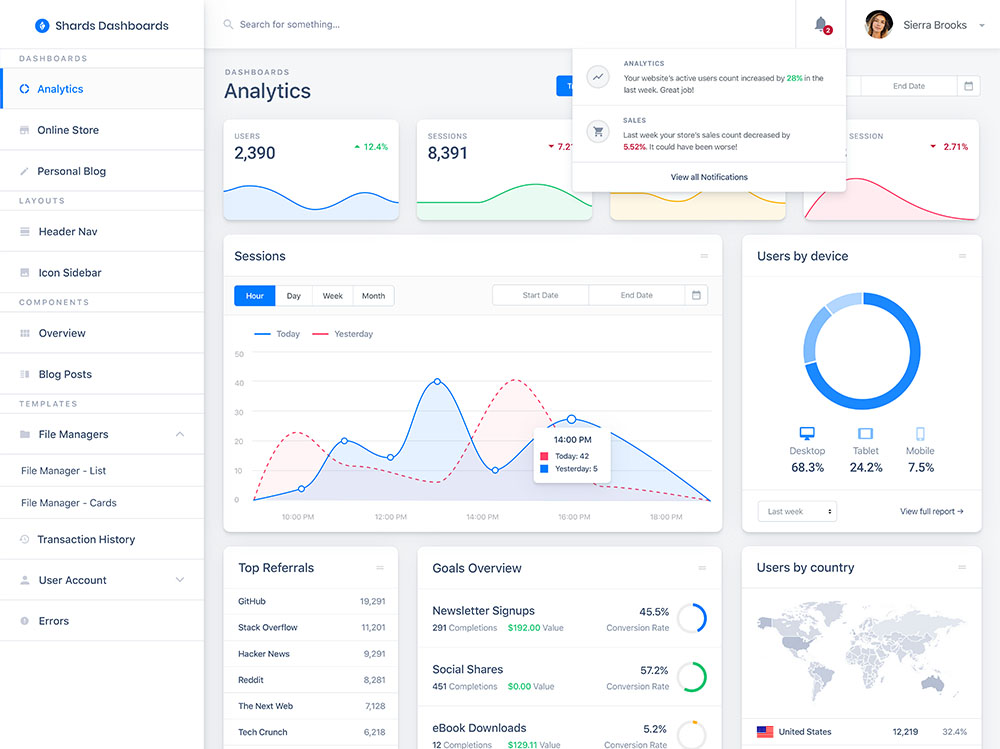 Shards Dashboards
Search for something...
2
Sierra Brooks
DASHBOARDS
Analytics
Online Store
Personal Blog
LAYOUTS
Header Nav
Icon Sidebar
COMPONENTS
Overview
Blog Posts
TEMPLATES
File Managers
File Manager - List
File Manager - Cards
Transaction History
User Account
Errors
DASHBOARDS
Analytics
End Date
ANALYTICS
Your website's active users count increased by 28% in the
last week. Great job!
SALES
Last week your store's sales count decreased by
5.52%. It could have been worse!
View all Notifications
USERS
2,390
12.4%
SESSIONS
8,391
SESSION
2.71%
Sessions
Hour Day Week Month
Start Date End Date
Today Yesterday
50
40
30
20
10
0
14:00 PM
Today: 42
Yesterday: 5
10:00 PM 12:00 PM 14:00 PM 16:00 PM 18:00 PM
Users by device
Desktop Tablet Mobile
68.3% 24.2% 7.5%
Last week View full report →
Top Referrals
GitHub 19,291
Stack Overflow 11,201
Hacker News 9,291
Reddit 8,281
The Next Web 7,128
Tech Crunch 6,218
Goals Overview
Newsletter Signups 45.5%
291 Completions $192.00 Value Conversion Rate
Social Shares 57.2%
451 Completions $0.00 Value Conversion Rate
eBook Downloads 5.2%
12 Completions $129.11 Value Conversion Rate
Users by country
United States 12,219 32.4%